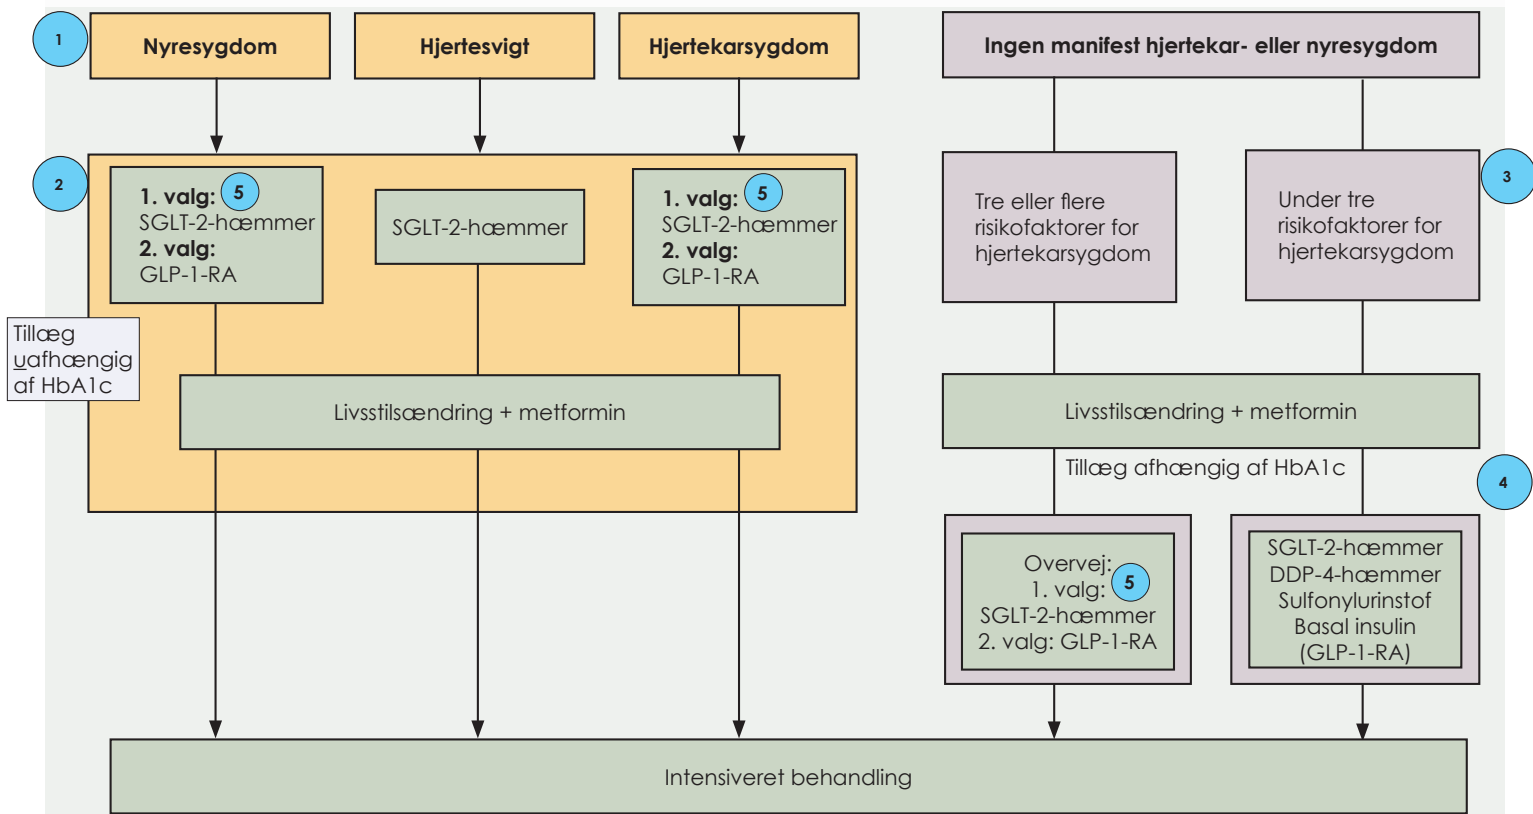 1
Nyresygdom
Hjertesvigt
Hjertekarsygdom
Ingen manifest hjertekar- eller nyresygdom
2
1. valg: 5
SGLT-2-hæmmer
2. valg:
GLP-1-RA
SGLT-2-hæmmer
1. valg: 5
SGLT-2-hæmmer
2. valg:
GLP-1-RA
Tre eller flere
risikofaktorer for
hjertekarsygdom
Under tre
risikofaktorer for
hjertekarsygdom
3
Tillæg
uafhængig
af HbA1c
Livsstilsændring + metformin
Livsstilsændring + metformin
Tillæg afhængig af HbA1c
4
Overvej:
1. valg: 5
SGLT-2-hæmmer
2. valg: GLP-1-RA
SGLT-2-hæmmer
DDP-4-hæmmer
Sulfonylurinstof
Basal insulin
(GLP-1-RA)
Intensiveret behandling